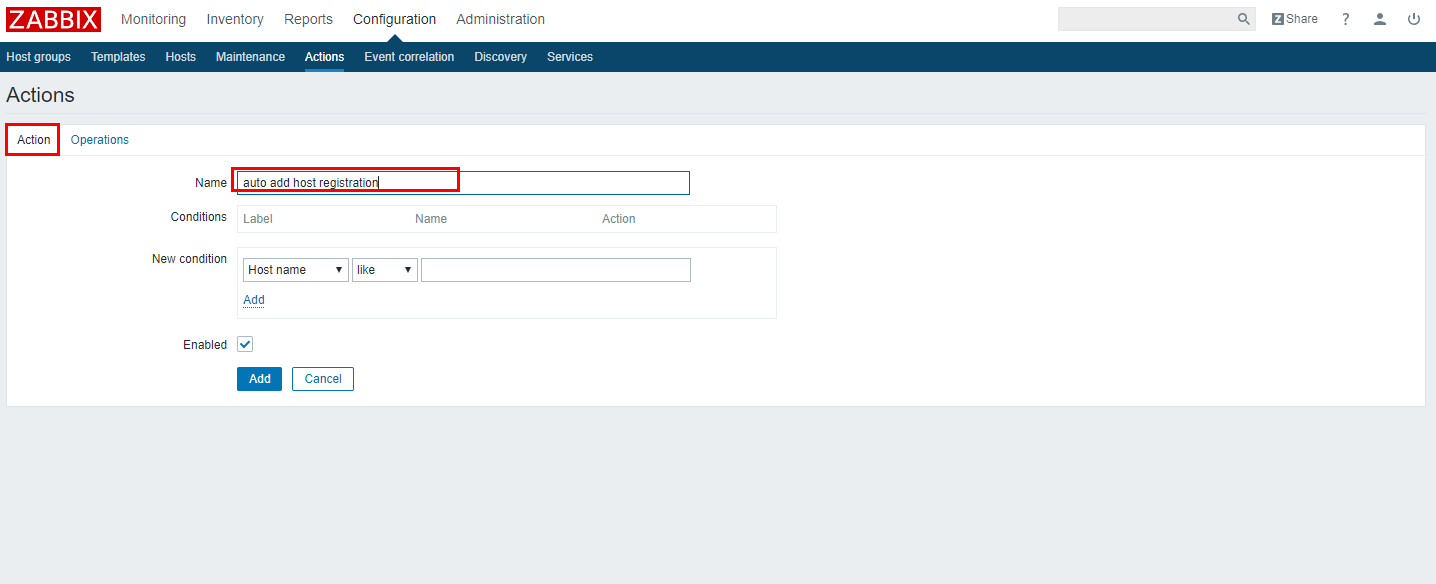 ZABBIX Monitoring Inventory Reports Configuration Administration Z Share ?
Host groups Templates Hosts Maintenance Actions Event correlation Discovery Services
Actions
Action Operations
Name auto add host registration
Conditions Label Name Action
New condition Host name like
Add
Enabled
Add Cancel